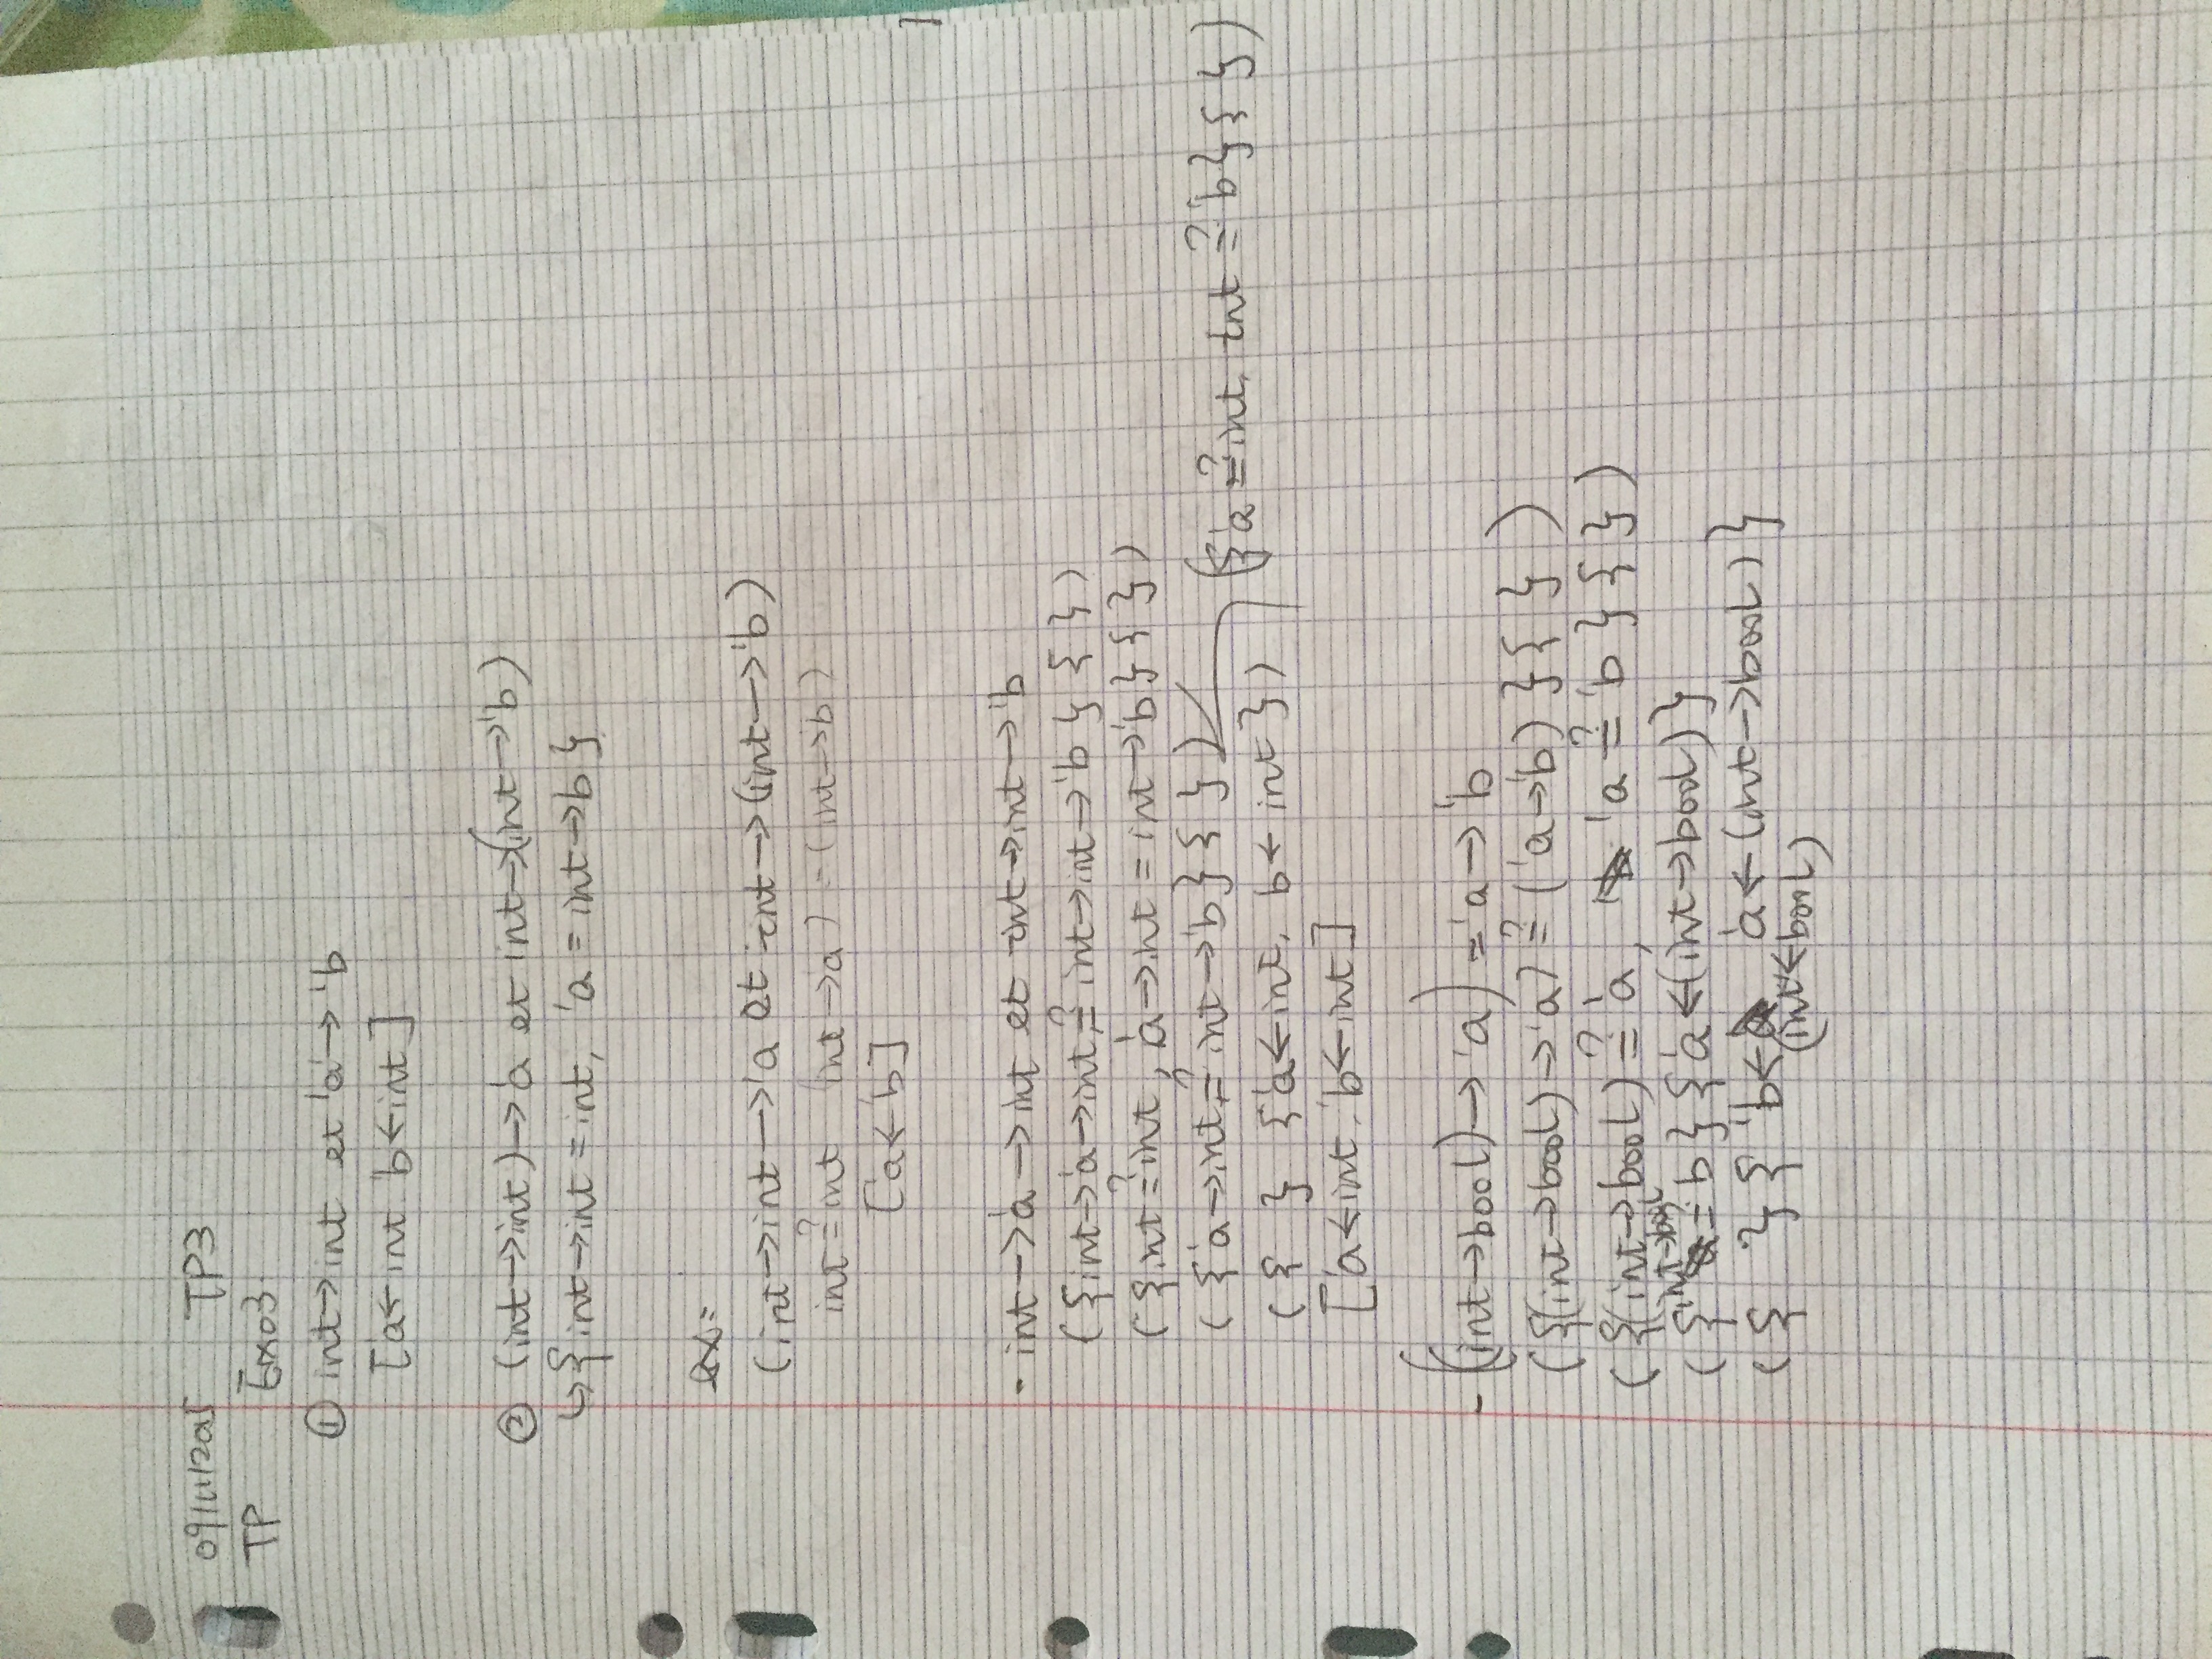 09/11/2015 TP3
TP Exo3
① int → int et 'a → 'b
['a ← int. 'b ← int]
② (int → int) → 'a et int → (int → 'b)
↳ { int → int = int, 'a = int → b }
ex:
(int → int → 'a et int → (int → 'b)
int ≟ int (int → a) = (int → b)
[a ← 'b]
- int → 'a → int et int → int → 'b
({int → 'a → int ≟ int → int → 'b } { })
({int ≟ int, 'a → int = int → 'b} { })
({'a → int ≟ int → 'b} { })
({'a ≟ int, int ≟ 'b} { })
({ } {'a ← int, b ← int })
['a ← int. 'b ← int]
- ((int → bool) → 'a) = 'a → 'b
({(int → bool) → 'a) ≟ ('a → 'b) } { })
({(int → bool) ≟ 'a, 'a ≟ 'b } { })
int → bool
({ = b } {'a ← (int → bool)}
({ } { 'b ← 'a ← (int → bool) }
(int ← bool)